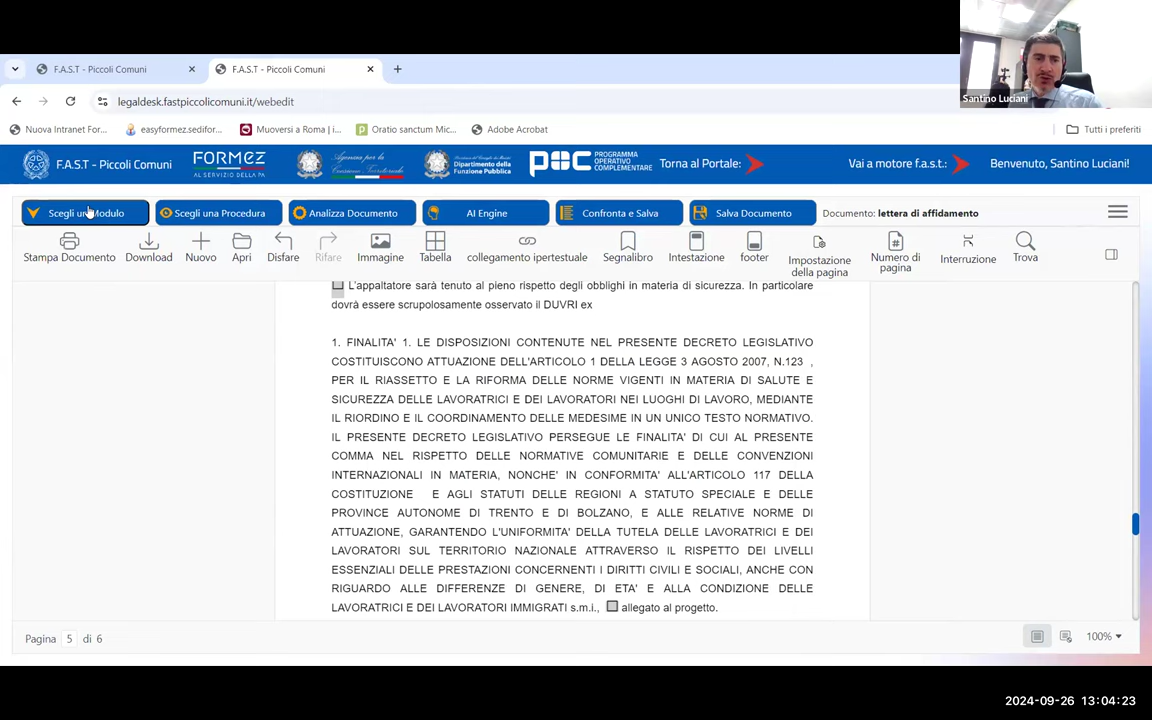 Santino Luciani
F.A.S.T - Piccoli Comuni
F.A.S.T - Piccoli Comuni
legaldesk.fastpiccolicomuni.it/webedit
Nuova Intranet For...
easyformez.sedifor...
Muoversi a Roma | i...
Oratio sanctum Mic...
Adobe Acrobat
Tutti i preferiti
F.A.S.T - Piccoli Comuni
FORMEZ
AL SERVIZIO DELLA PA
Agenzia per la
Coesione Territoriale
Dipartimento della
Funzione Pubblica
POC
PROGRAMMA
OPERATIVO
COMPLEMENTARE
Torna al Portale:
Vai a motore f.a.s.t.:
Benvenuto, Santino Luciani!
Scegli un Modulo
Scegli una Procedura
Analizza Documento
AI Engine
Confronta e Salva
Salva Documento
Documento: lettera di affidamento
Stampa Documento
Download
Nuovo
Apri
Disfare
Rifare
Immagine
Tabella
collegamento ipertestuale
Segnalibro
Intestazione
footer
Impostazione
della pagina
Numero di
pagina
Interruzione
Trova
L'appaltatore sarà tenuto al pieno rispetto degli obblighi in materia di sicurezza. In particolare
dovrà essere scrupolosamente osservato il DUVRI ex
1. FINALITA' 1. LE DISPOSIZIONI CONTENUTE NEL PRESENTE DECRETO LEGISLATIVO
COSTITUISCONO ATTUAZIONE DELL'ARTICOLO 1 DELLA LEGGE 3 AGOSTO 2007, N.123 ,
PER IL RIASSETTO E LA RIFORMA DELLE NORME VIGENTI IN MATERIA DI SALUTE E
SICUREZZA DELLE LAVORATRICI E DEI LAVORATORI NEI LUOGHI DI LAVORO, MEDIANTE
IL RIORDINO E IL COORDINAMENTO DELLE MEDESIME IN UN UNICO TESTO NORMATIVO.
IL PRESENTE DECRETO LEGISLATIVO PERSEGUE LE FINALITA' DI CUI AL PRESENTE
COMMA NEL RISPETTO DELLE NORMATIVE COMUNITARIE E DELLE CONVENZIONI
INTERNAZIONALI IN MATERIA, NONCHE' IN CONFORMITA' ALL'ARTICOLO 117 DELLA
COSTITUZIONE E AGLI STATUTI DELLE REGIONI A STATUTO SPECIALE E DELLE
PROVINCE AUTONOME DI TRENTO E DI BOLZANO, E ALLE RELATIVE NORME DI
ATTUAZIONE, GARANTENDO L'UNIFORMITA' DELLA TUTELA DELLE LAVORATRICI E DEI
LAVORATORI SUL TERRITORIO NAZIONALE ATTRAVERSO IL RISPETTO DEI LIVELLI
ESSENZIALI DELLE PRESTAZIONI CONCERNENTI I DIRITTI CIVILI E SOCIALI, ANCHE CON
RIGUARDO ALLE DIFFERENZE DI GENERE, DI ETA' E ALLA CONDIZIONE DELLE
LAVORATRICI E DEI LAVORATORI IMMIGRATI s.m.i., allegato al progetto.
Pagina 5 di 6
100%
2024-09-26 13:04:23